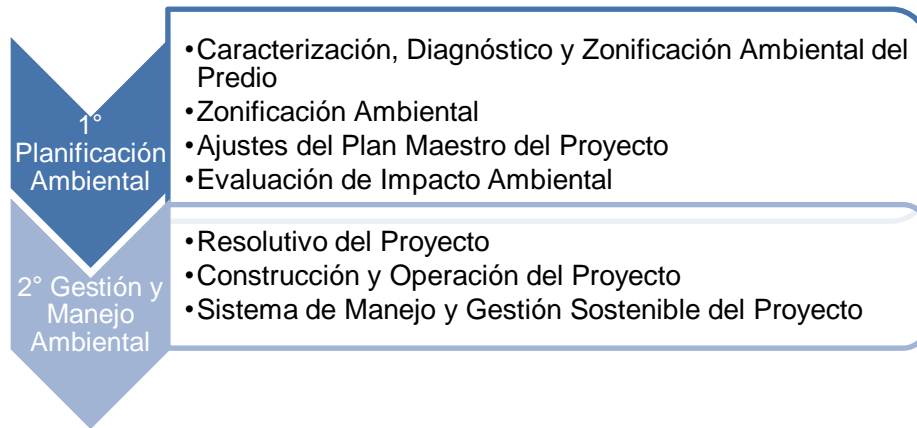 1°
Planificación
Ambiental
•Caracterización, Diagnóstico y Zonificación Ambiental del
Predio
•Zonificación Ambiental
•Ajustes del Plan Maestro del Proyecto
•Evaluación de Impacto Ambiental
2° Gestión y
Manejo
Ambiental
•Resolutivo del Proyecto
•Construcción y Operación del Proyecto
•Sistema de Manejo y Gestión Sostenible del Proyecto